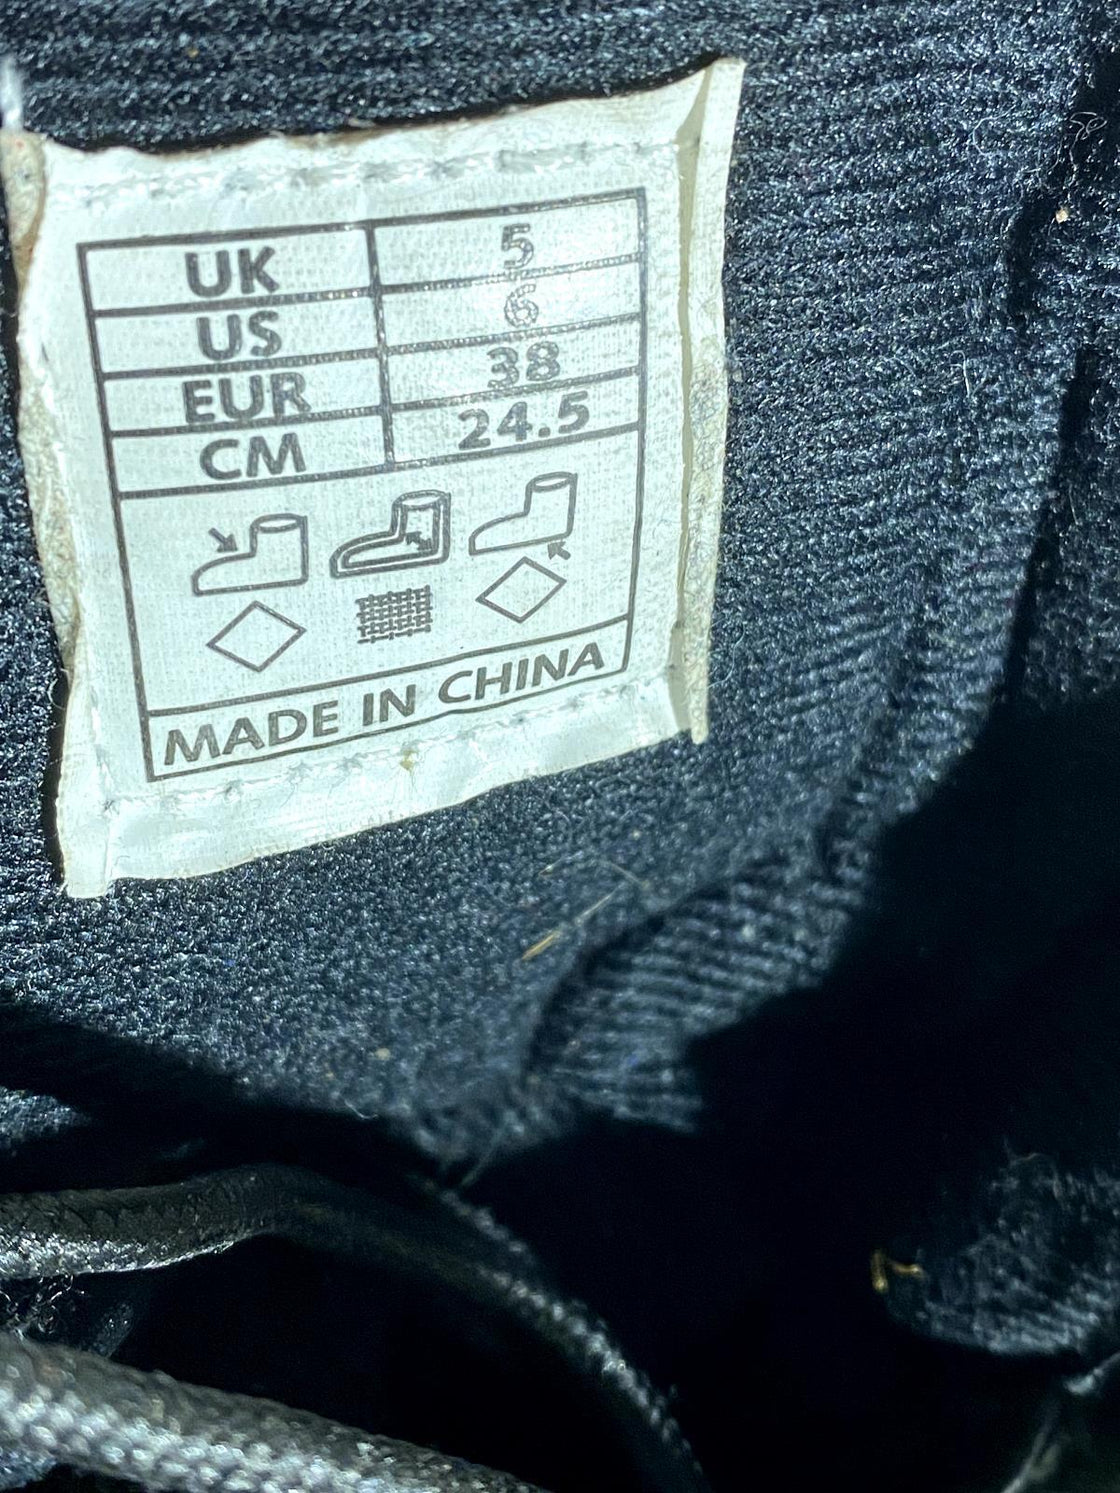 UK 5
US 6
EUR 38
CM 24.5
MADE IN CHINA